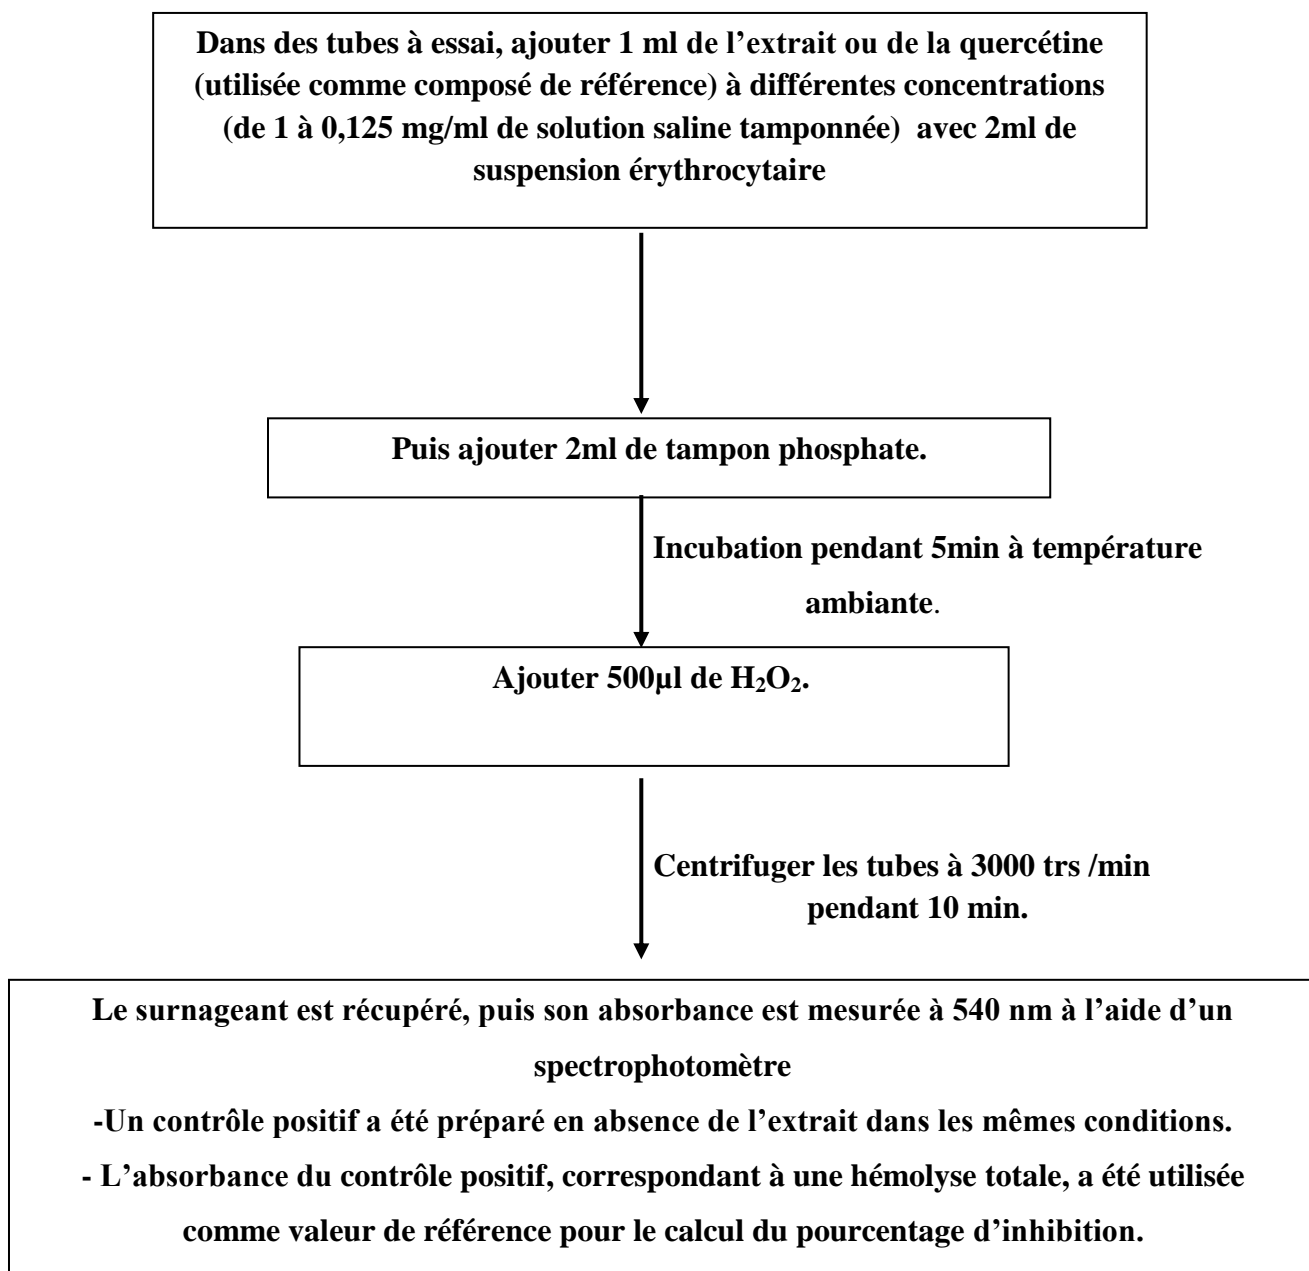 Dans des tubes à essai, ajouter 1 ml de l’extrait ou de la quercétine
(utilisée comme composé de référence) à différentes concentrations
(de 1 à 0,125 mg/ml de solution saline tamponnée)  avec 2ml de
suspension érythrocytaire
Puis ajouter 2ml de tampon phosphate.
Incubation pendant 5min à température
ambiante.
Ajouter 500µl de H₂O₂.
Centrifuger les tubes à 3000 trs /min
pendant 10 min.
Le surnageant est récupéré, puis son absorbance est mesurée à 540 nm à l’aide d’un
spectrophotomètre
-Un contrôle positif a été préparé en absence de l’extrait dans les mêmes conditions.
- L’absorbance du contrôle positif, correspondant à une hémolyse totale, a été utilisée
comme valeur de référence pour le calcul du pourcentage d’inhibition.